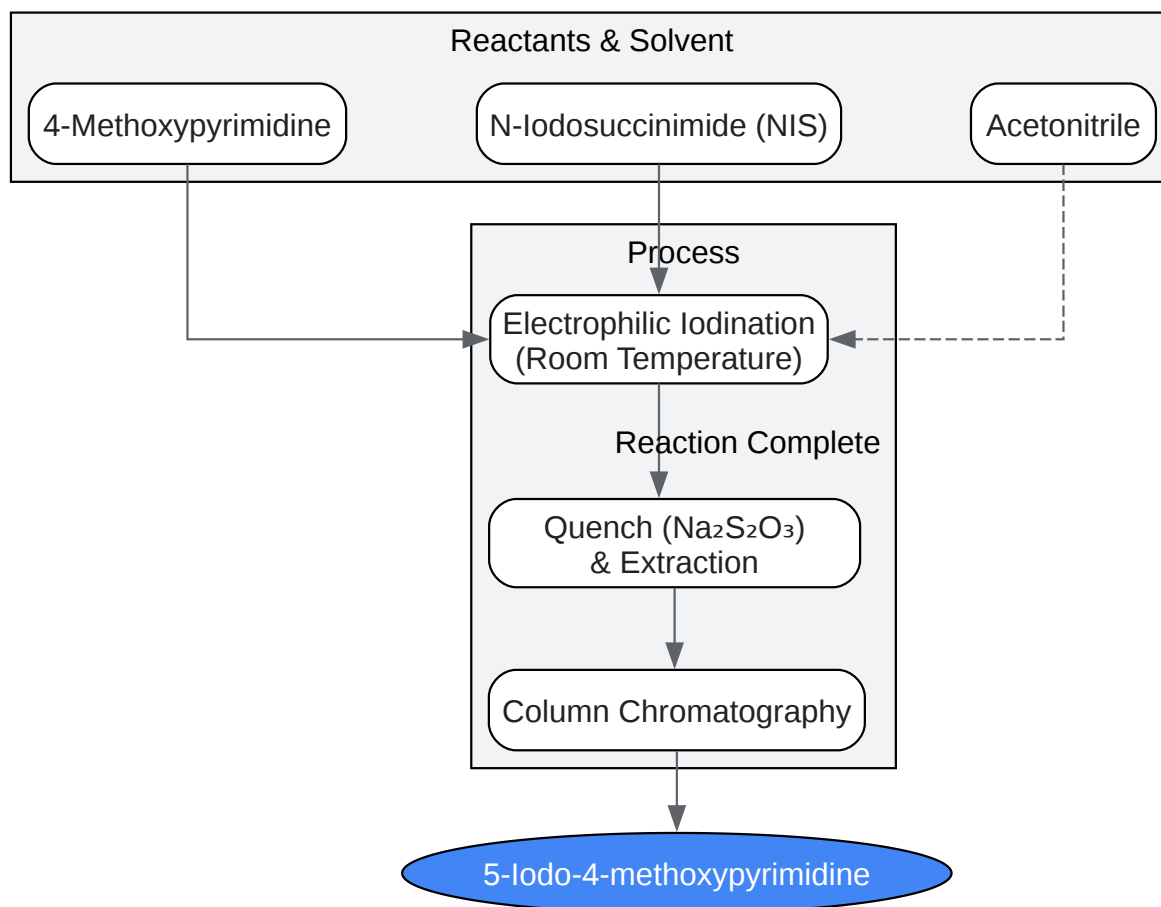 Reactants & Solvent
4-Methoxypyrimidine
N-Iodosuccinimide (NIS)
Acetonitrile
Process
Electrophilic Iodination
(Room Temperature)
Reaction Complete
Quench (Na₂S₂O₃)
& Extraction
Column Chromatography
5-Iodo-4-methoxypyrimidine